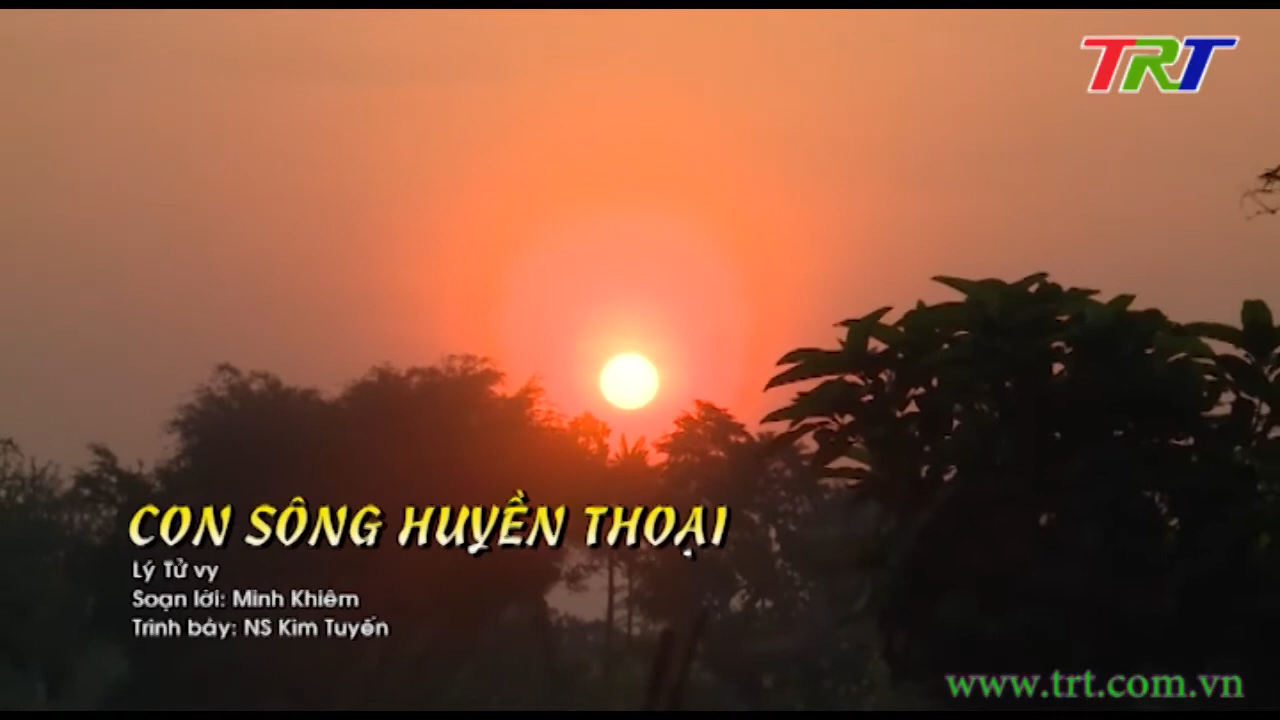 TRT
CON SÔNG HUYỀN THOẠI
Lý Tử vy
Soạn lời: Minh Khiêm
Trình bày: NS Kim Tuyến
www.trt.com.vn